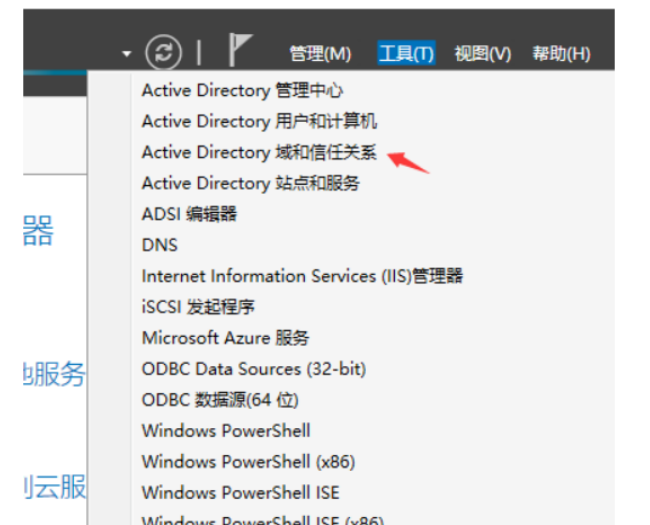 管理(M) 工具(T) 视图(V) 帮助(H)
Active Directory 管理中心
Active Directory 用户和计算机
Active Directory 域和信任关系
Active Directory 站点和服务
ADSI 编辑器
DNS
Internet Information Services (IIS)管理器
iSCSI 发起程序
Microsoft Azure 服务
ODBC Data Sources (32-bit)
ODBC 数据源(64 位)
Windows PowerShell
Windows PowerShell (x86)
Windows PowerShell ISE
Windows PowerShell ISE (x86)
器
服务
云服